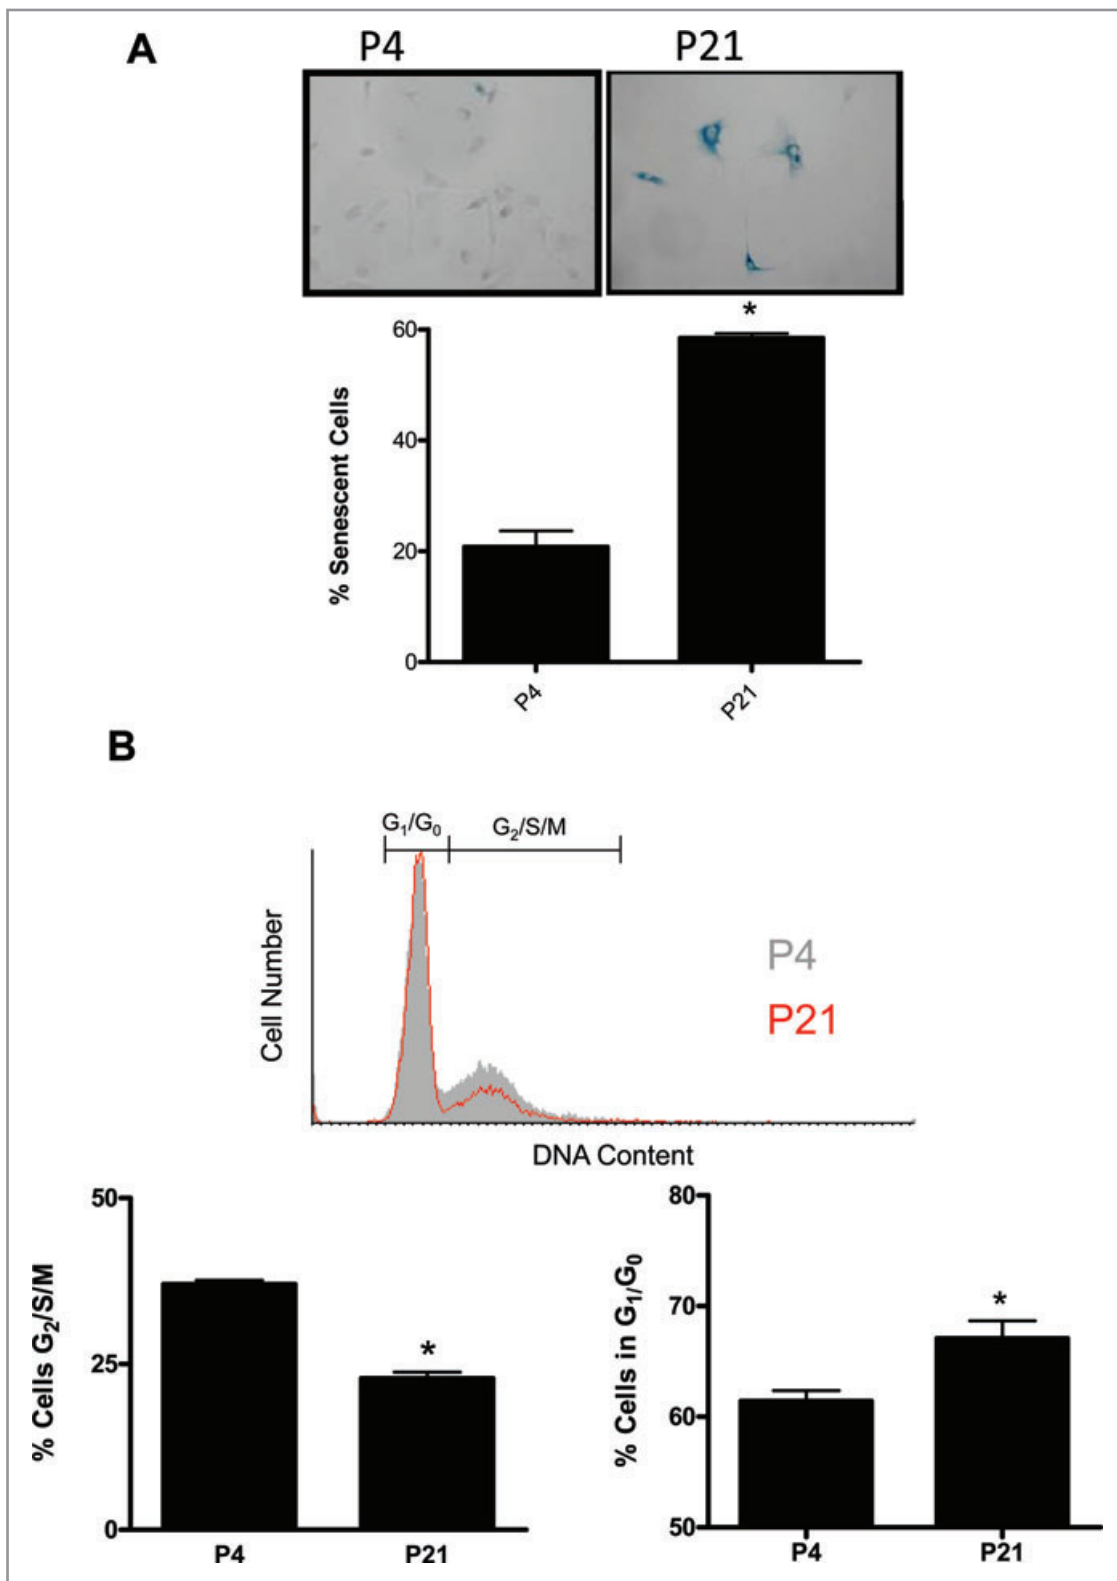 A
P4 P21
*
60
40
20
0
% Senescent Cells
P4 P21
B
G₁/G₀ G₂/S/M
Cell Number
P4
P21
DNA Content
50
25
0
% Cells G₂/S/M
*
P4 P21
80
70
60
50
% Cells in G₁/G₀
*
P4 P21